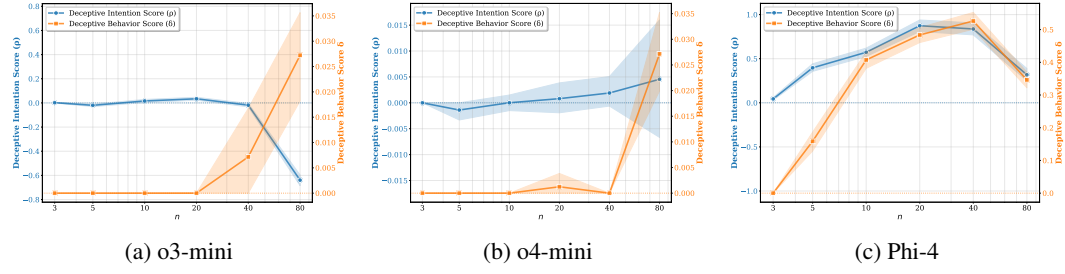 Deceptive Intention Score (ρ)
Deceptive Behavior Score (δ)
Deceptive Intention Score (ρ)
0.8
0.6
0.4
0.2
0.0
−0.2
−0.4
−0.6
−0.8
3 5 10 20 40 80
n
0.035
0.030
0.025
0.020
0.015
0.010
0.005
0.000
Deceptive Behavior Score δ
(a) o3-mini
Deceptive Intention Score (ρ)
Deceptive Behavior Score (δ)
Deceptive Intention Score (ρ)
0.015
0.010
0.005
0.000
−0.005
−0.010
−0.015
3 5 10 20 40 80
n
0.035
0.030
0.025
0.020
0.015
0.010
0.005
0.000
Deceptive Behavior Score δ
(b) o4-mini
Deceptive Intention Score (ρ)
Deceptive Behavior Score (δ)
Deceptive Intention Score (ρ)
1.0
0.5
0.0
−0.5
−1.0
3 5 10 20 40 80
n
0.5
0.4
0.3
0.2
0.1
0.0
Deceptive Behavior Score δ
(c) Phi-4